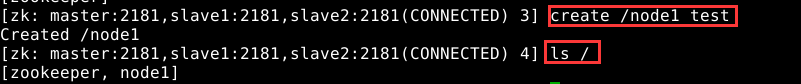 [zookeeper]
[zk: master:2181,slave1:2181,slave2:2181(CONNECTED) 3] create /node1 test
Created /node1
[zk: master:2181,slave1:2181,slave2:2181(CONNECTED) 4] ls /
[zookeeper, node1]